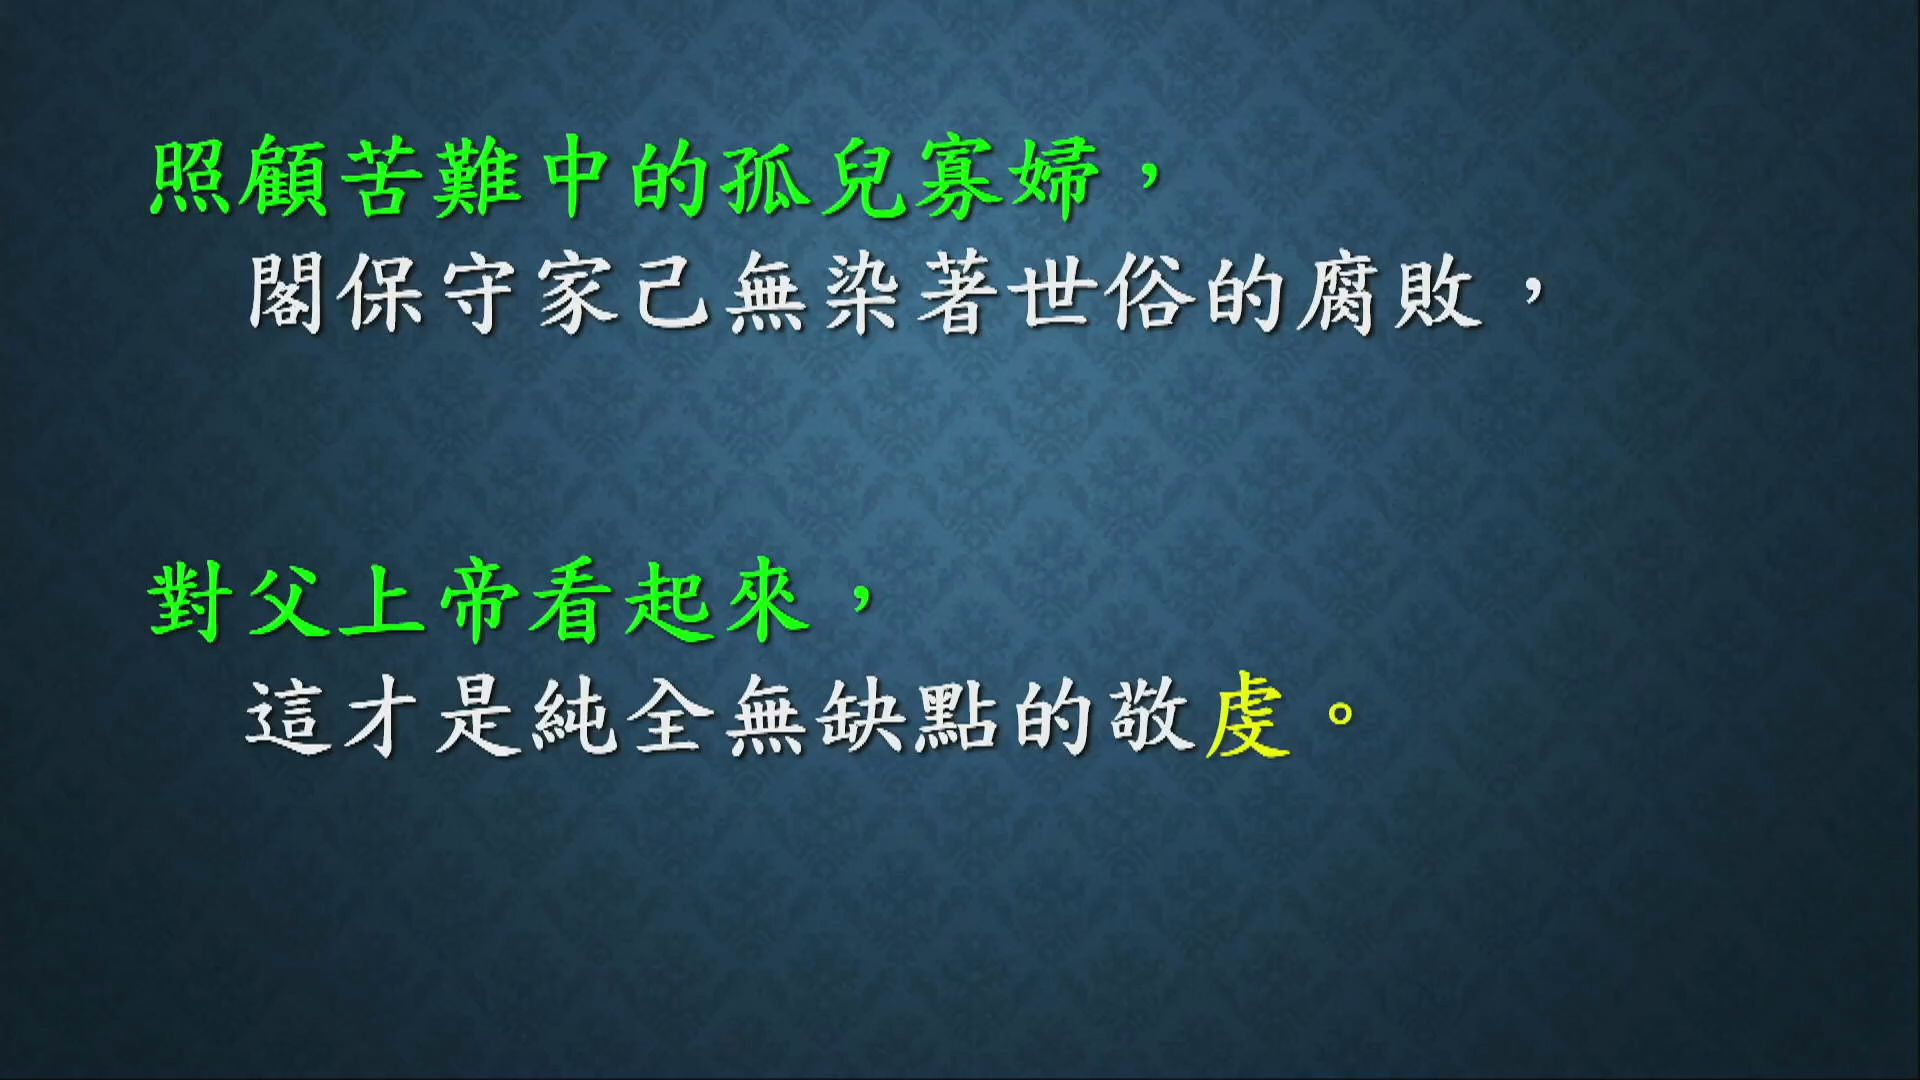 照顧苦難中的孤兒寡婦，
閣保守家己無染著世俗的腐敗，
對父上帝看起來，
這才是純全無缺點的敬虔。